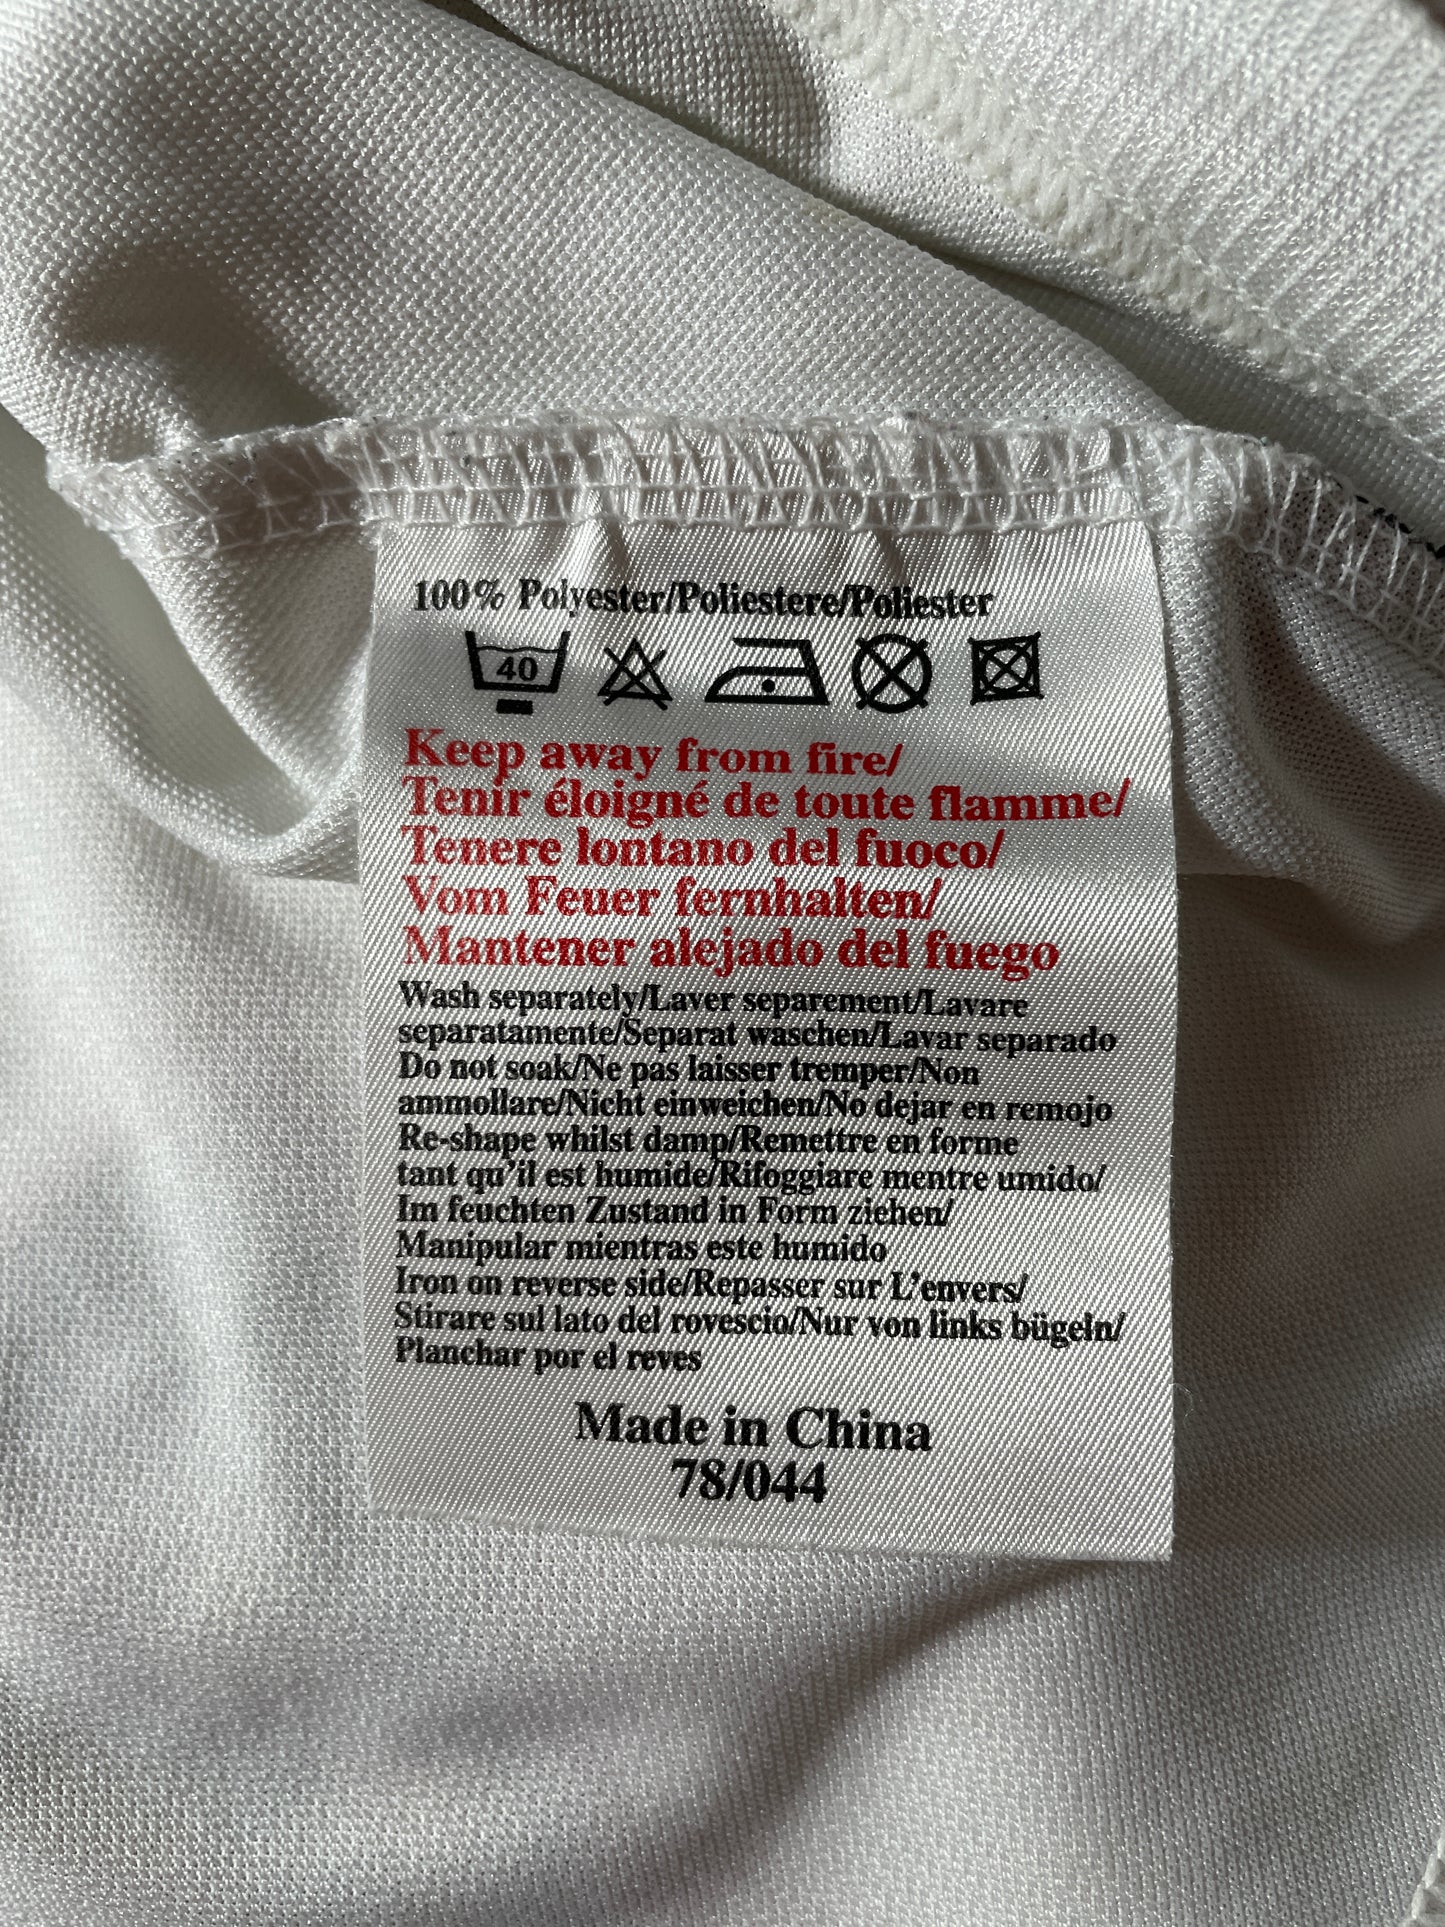 100% Polyester/Poliestere/Poliester
40
Keep away from fire/
Tenir éloigné de toute flamme/
Tenere lontano del fuoco/
Vom Feuer fernhalten/
Mantener alejado del fuego
Wash separately/Laver separement/Lavare
separatamente/Separat waschen/Lavar separado
Do not soak/Ne pas laisser tremper/Non
ammollare/Nicht einweichen/No dejar en remojo
Re-shape whilst damp/Remettre en forme
tant qu'il est humide/Rifoggiare mentre umido/
Im feuchten Zustand in Form ziehen/
Manipular mientras este humido
Iron on reverse side/Repasser sur L'envers/
Stirare sul lato del rovescio/Nur von links bügeln/
Planchar por el reves
Made in China
78/044